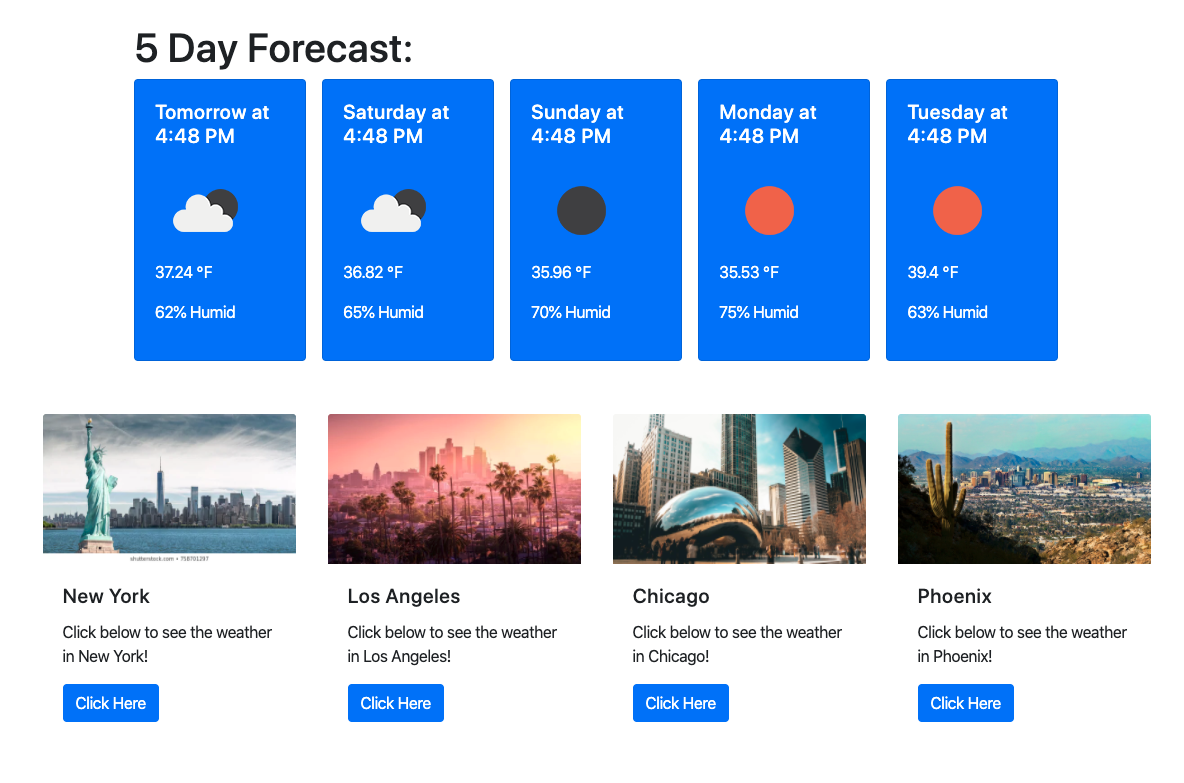 5 Day Forecast:
Tomorrow at
4:48 PM
37.24 °F
62% Humid
Saturday at
4:48 PM
36.82 °F
65% Humid
Sunday at
4:48 PM
35.96 °F
70% Humid
Monday at
4:48 PM
35.53 °F
75% Humid
Tuesday at
4:48 PM
39.4 °F
63% Humid
shutterstock.com • 758701297
New York
Click below to see the weather
in New York!
Click Here
Los Angeles
Click below to see the weather
in Los Angeles!
Click Here
Chicago
Click below to see the weather
in Chicago!
Click Here
Phoenix
Click below to see the weather
in Phoenix!
Click Here